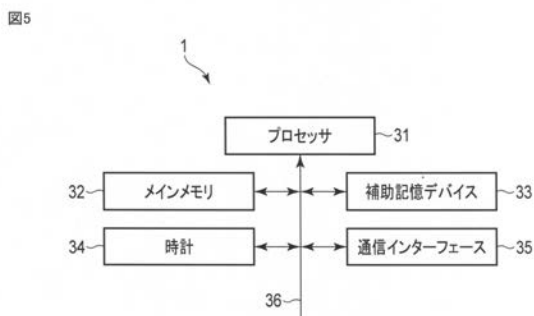 図5
1
プロセッサ 31
32 メインメモリ 補助記憶デバイス 33
34 時計 通信インターフェース 35
36